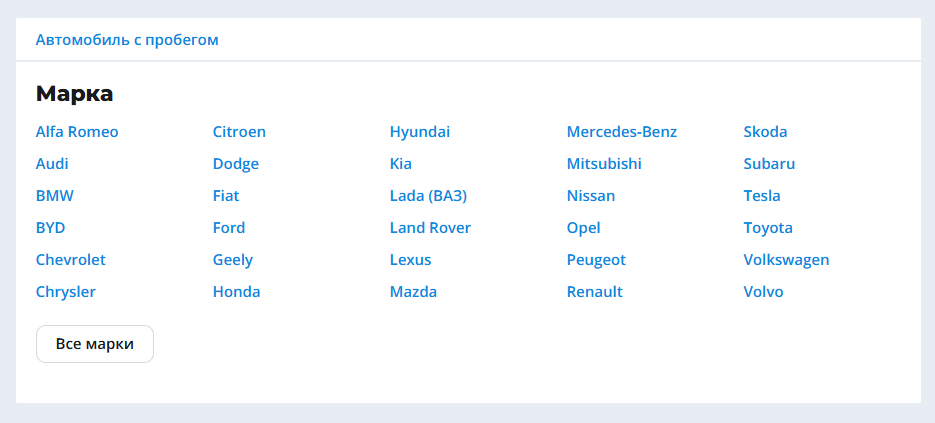 Автомобиль с пробегом
Марка
Alfa Romeo
Audi
BMW
BYD
Chevrolet
Chrysler
Citroen
Dodge
Fiat
Ford
Geely
Honda
Hyundai
Kia
Lada (ВАЗ)
Land Rover
Lexus
Mazda
Mercedes-Benz
Mitsubishi
Nissan
Opel
Peugeot
Renault
Skoda
Subaru
Tesla
Toyota
Volkswagen
Volvo
Все марки